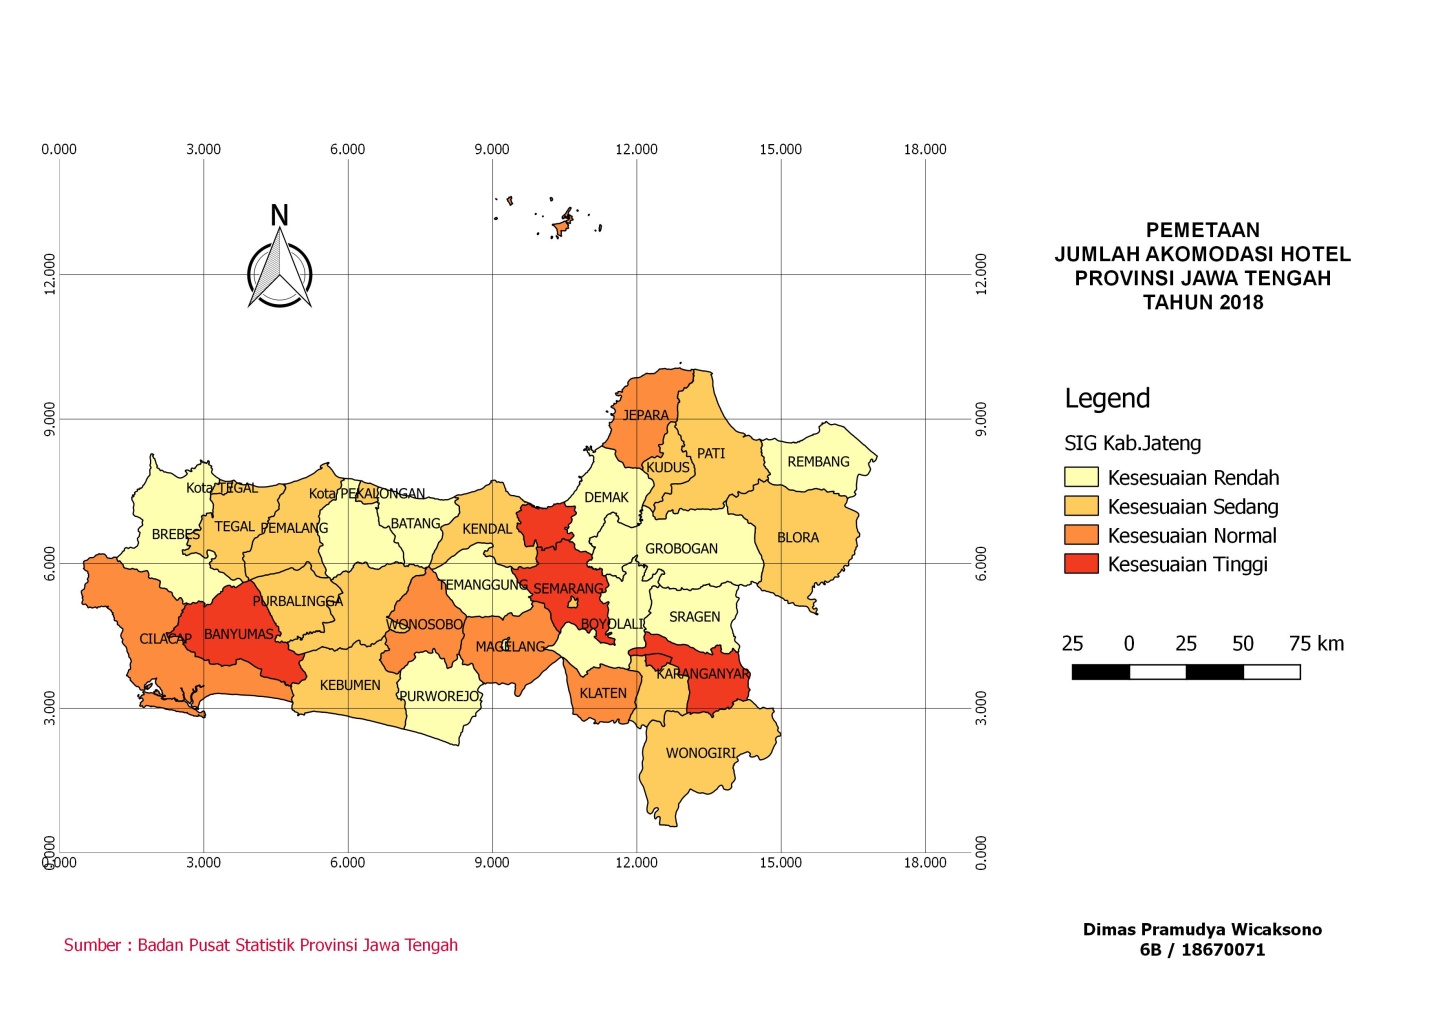 0.000 3.000 6.000 9.000 12.000 15.000 18.000
N
PEMETAAN
JUMLAH AKOMODASI HOTEL
PROVINSI JAWA TENGAH
TAHUN 2018
12.000 12.000
9.000 9.000
6.000 6.000
3.000 3.000
0.000 0.000
JEPARA
PATI
KUDUS
REMBANG
Kota TEGAL
Kota PEKALONGAN
DEMAK
BREBES
TEGAL
PEMALANG
BATANG
KENDAL
GROBOGAN
BLORA
TEMANGGUNG
SEMARANG
PURBALINGGA
WONOSOBO
BOYOLALI
SRAGEN
CILACAP
BANYUMAS
MAGELANG
KEBUMEN
PURWOREJO
KLATEN
KARANGANYAR
WONOGIRI
0.000 3.000 6.000 9.000 12.000 15.000 18.000
Legend
SIG Kab.Jateng
Kesesuaian Rendah
Kesesuaian Sedang
Kesesuaian Normal
Kesesuaian Tinggi
25 0 25 50 75 km
Sumber : Badan Pusat Statistik Provinsi Jawa Tengah
Dimas Pramudya Wicaksono
6B / 18670071